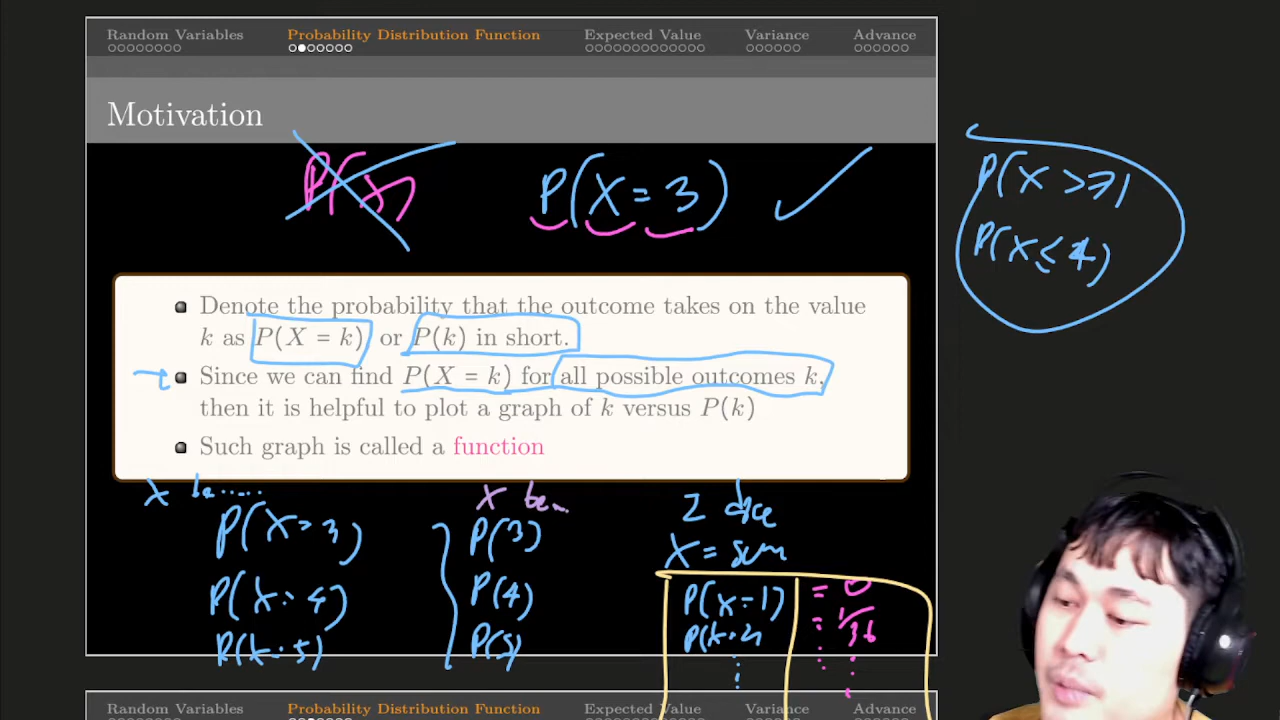 Random Variables Probability Distribution Function Expected Value Variance Advance
Motivation
P(X) P(X = 3)
P(X >7)
P(X ≤ 4)
Denote the probability that the outcome takes on the value
k as P(X = k) or P(k) in short.
Since we can find P(X = k) for all possible outcomes k,
then it is helpful to plot a graph of k versus P(k)
Such graph is called a function
X be.....
P(X = 3)
P(X = 4)
P(X = 5)
X be...
P(3)
P(4)
P(5)
2 dice
X = sum
P(X = 1) = 0
P(X = 2) = 1/36
Random Variables Probability Distribution Function Expected Value Variance Advance